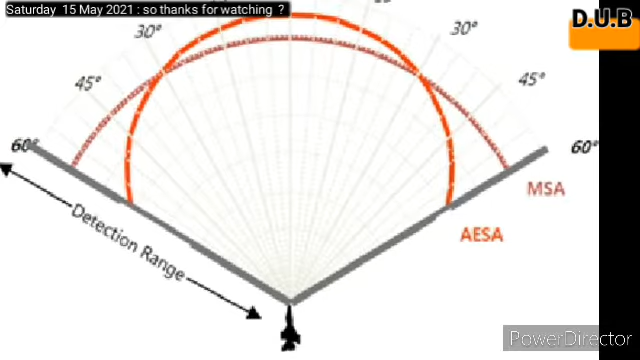 Saturday 15 May 2021 : so thanks for watching ?
D.U.B
30°
30°
45°
45°
60°
60°
MSA
AESA
Detection Range
PowerDirector